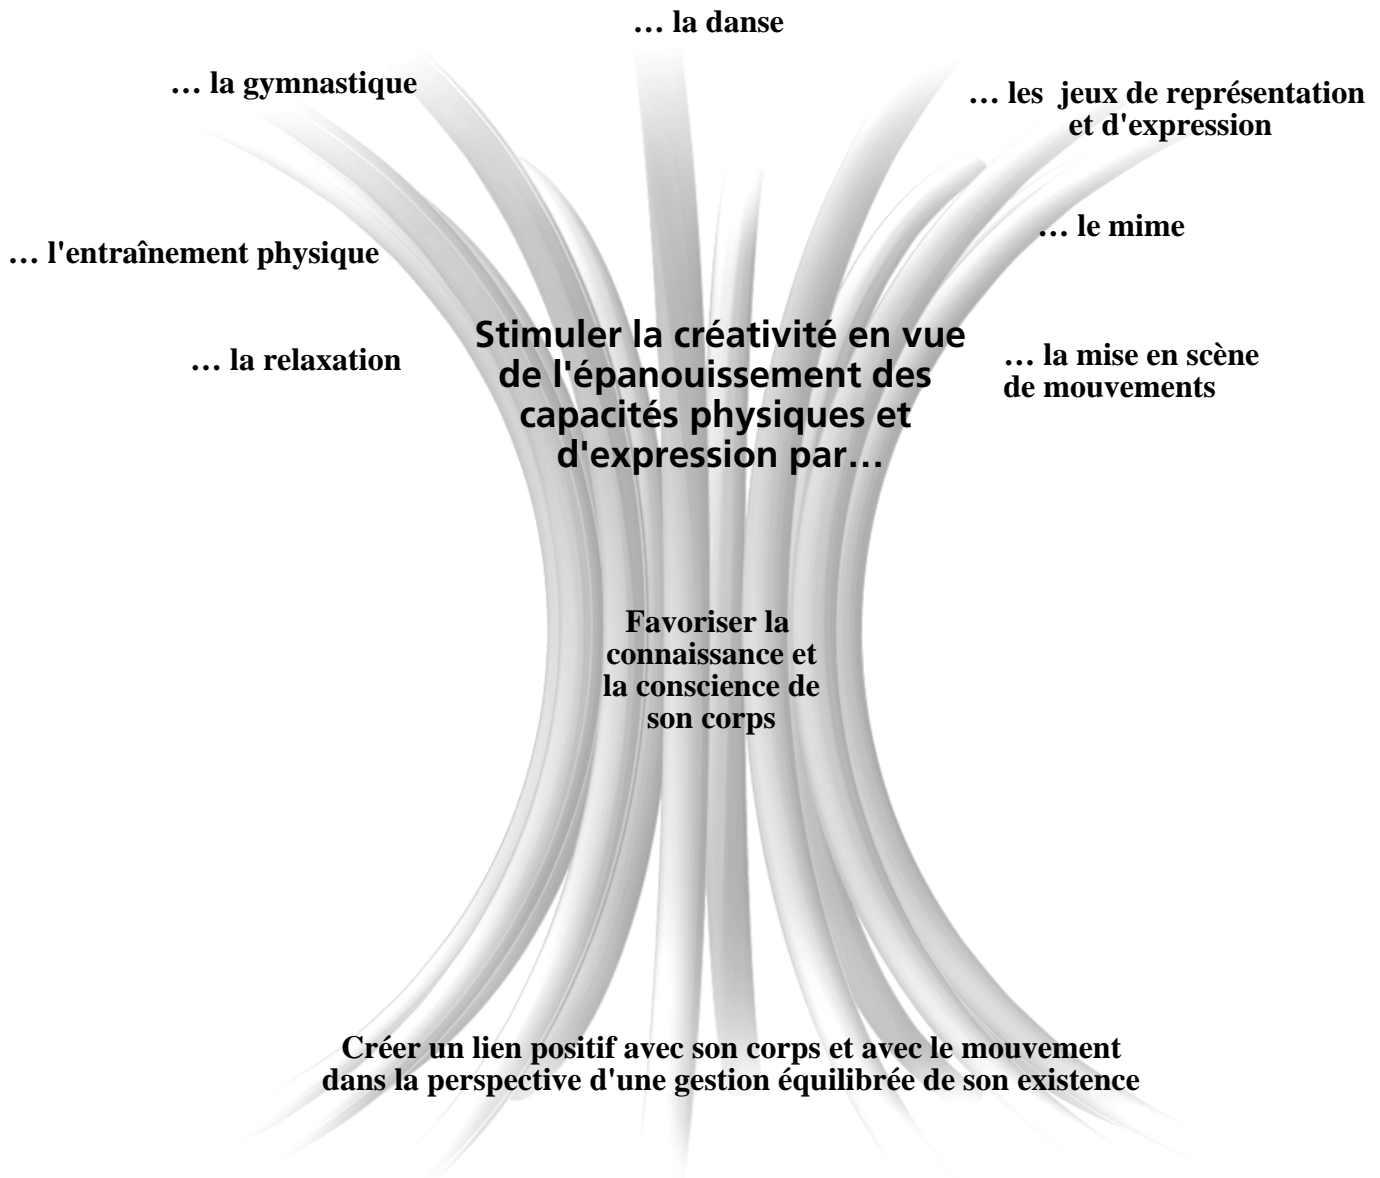 … la danse
… la gymnastique
… les jeux de représentation
et d'expression
… le mime
… l'entraînement physique
Stimuler la créativité en vue
de l'épanouissement des
capacités physiques et
d'expression par…
… la relaxation
… la mise en scène
de mouvements
Favoriser la
connaissance et
la conscience de
son corps
Créer un lien positif avec son corps et avec le mouvement
dans la perspective d'une gestion équilibrée de son existence